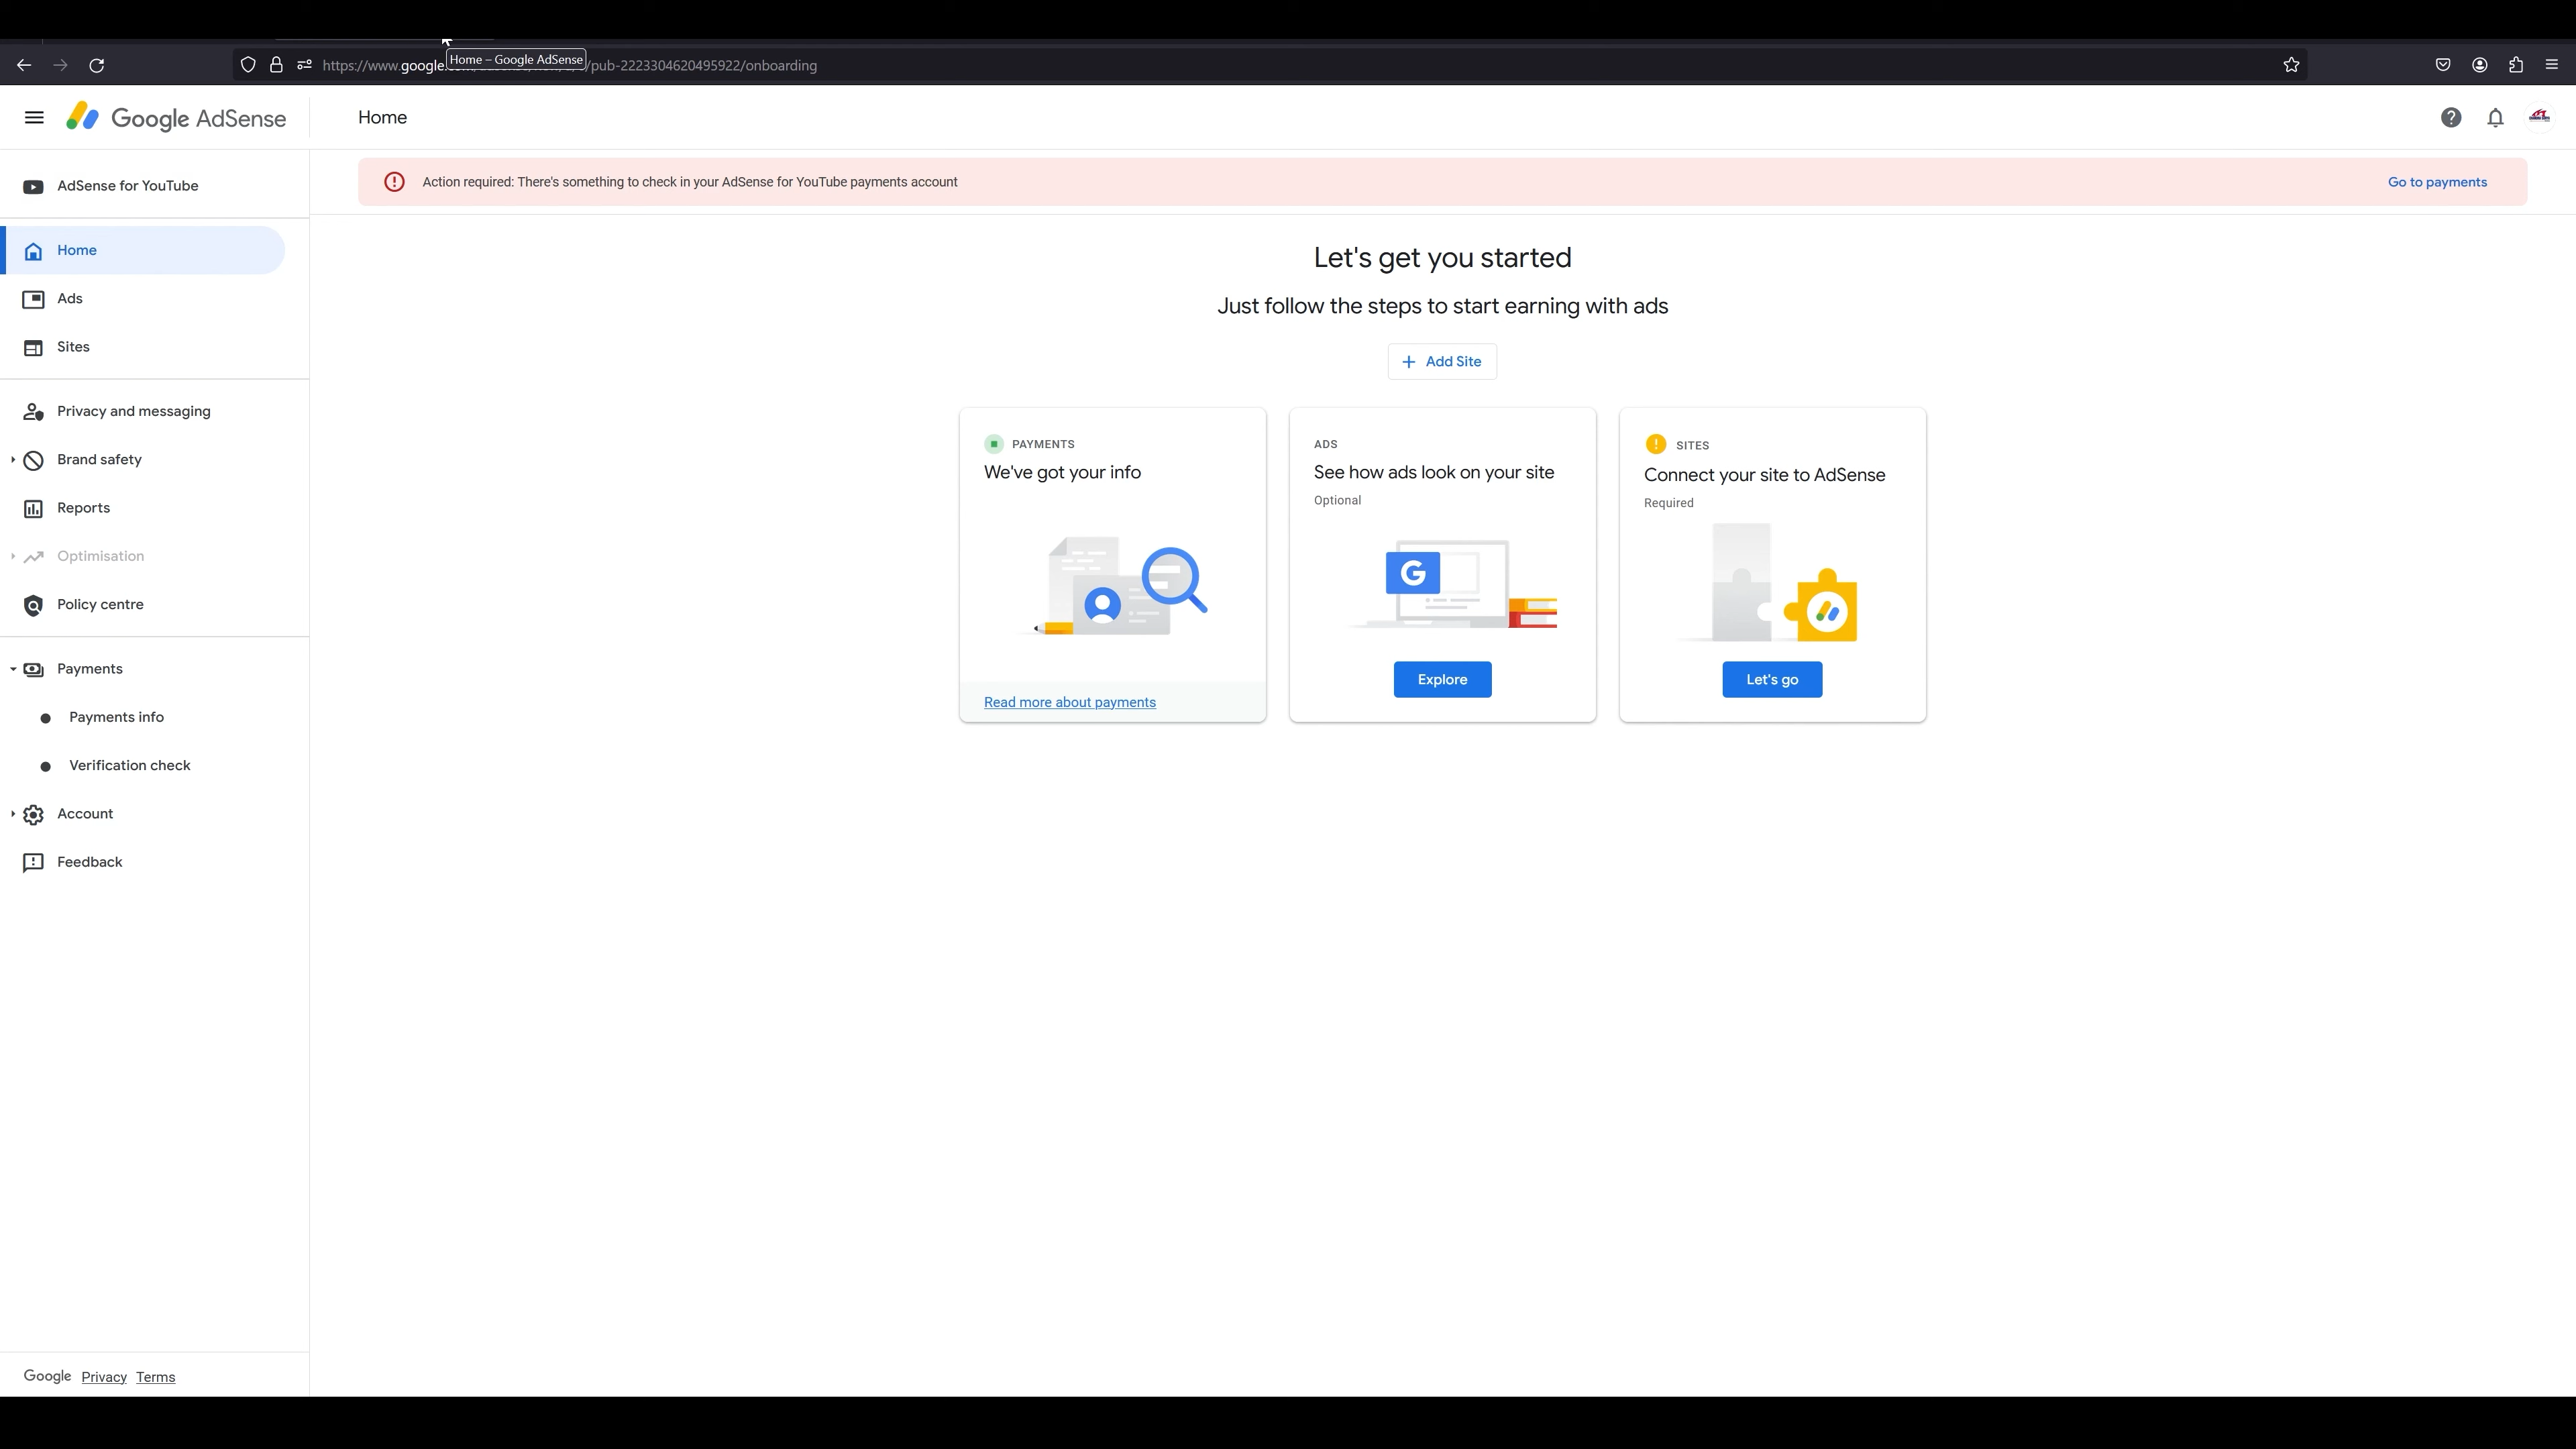 Home – Google AdSense
https://www.google. /pub-2223304620495922/onboarding
Google AdSense
Home
AdSense for YouTube
Action required: There's something to check in your AdSense for YouTube payments account
Go to payments
Home
Ads
Sites
Privacy and messaging
Brand safety
Reports
Optimisation
Policy centre
Payments
Payments info
Verification check
Account
Feedback
Let's get you started
Just follow the steps to start earning with ads
+ Add Site
PAYMENTS
We've got your info
Read more about payments
ADS
See how ads look on your site
Optional
G
Explore
SITES
Connect your site to AdSense
Required
Let's go
Google Privacy Terms